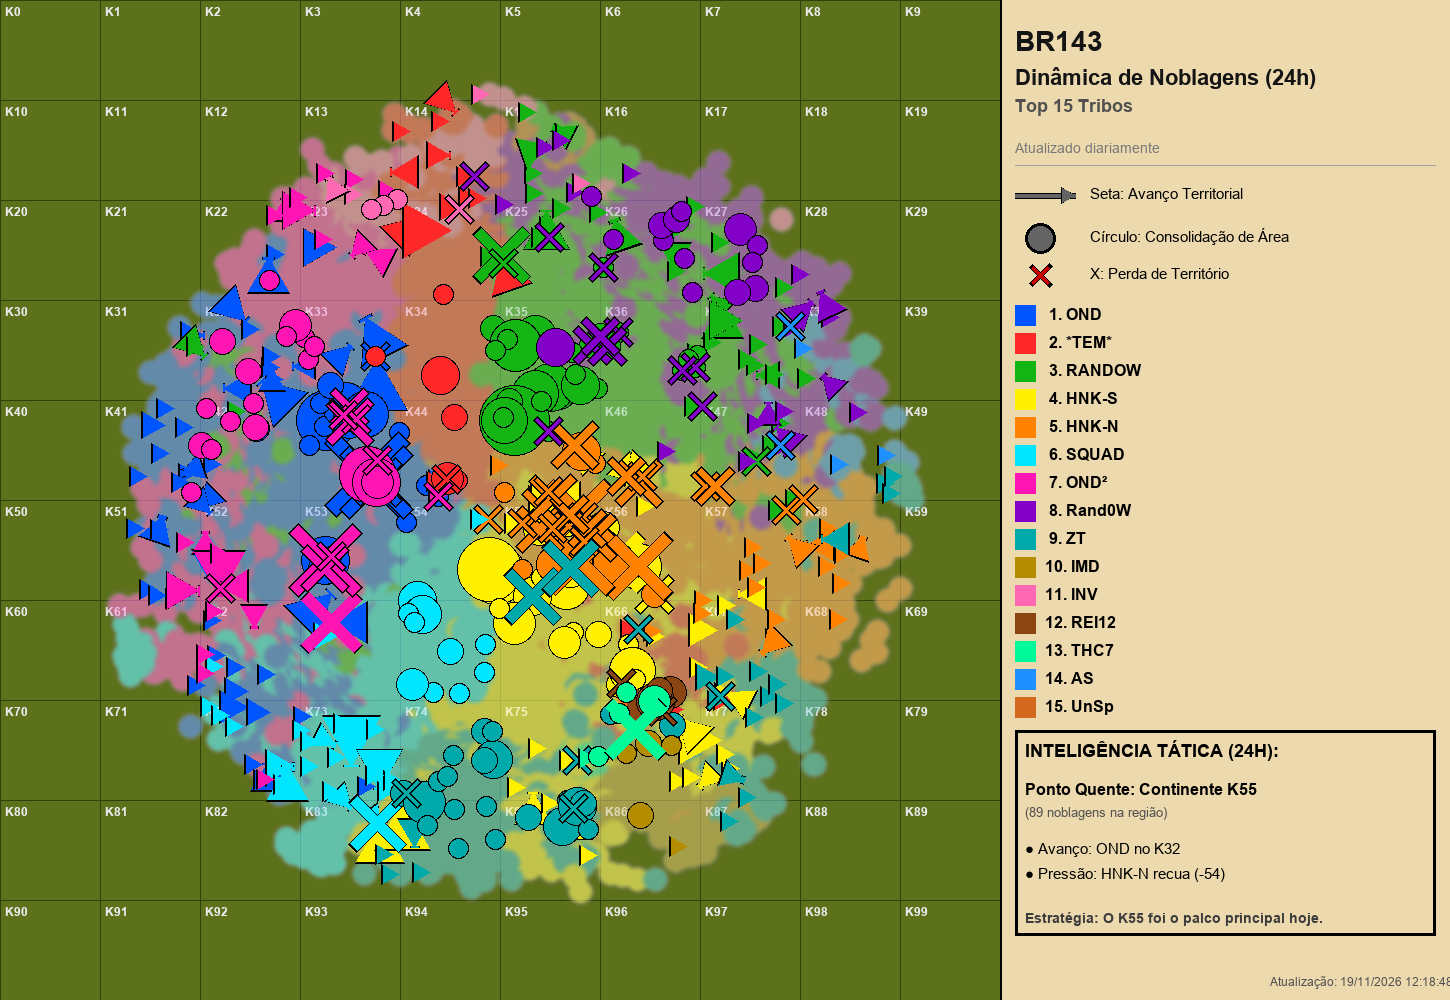 K0 K1 K2 K3 K4 K5 K6 K7 K8 K9
K10 K11 K12 K13 K14 K16 K17 K18 K19
K20 K21 K22 K23 K25 K26 K27 K29
K30 K31 K33 K34 K35 K36 K39
K40 K41 K44 K46 K48 K49
K50 K51 K52 K53 K54 K56 K57 K59
K60 K61 K62 K66 K68 K69
K70 K71 K73 K74 K75 K77 K78 K79
K80 K81 K82 K83 K84 K85 K86 K87 K88 K89
K90 K91 K92 K93 K94 K95 K96 K97 K98 K99
BR143
Dinâmica de Noblagens (24h)
Top 15 Tribos
Atualizado diariamente
Seta: Avanço Territorial
Círculo: Consolidação de Área
X: Perda de Território
1. OND
2. *TEM*
3. RANDOW
4. HNK-S
5. HNK-N
6. SQUAD
7. OND²
8. Rand0W
9. ZT
10. IMD
11. INV
12. REI12
13. THC7
14. AS
15. UnSp
INTELIGÊNCIA TÁTICA (24H):
Ponto Quente: Continente K55
(89 noblagens na região)
● Avanço: OND no K32
● Pressão: HNK-N recua (-54)
Estratégia: O K55 foi o palco principal hoje.
Atualização: 19/11/2026 12:18:48